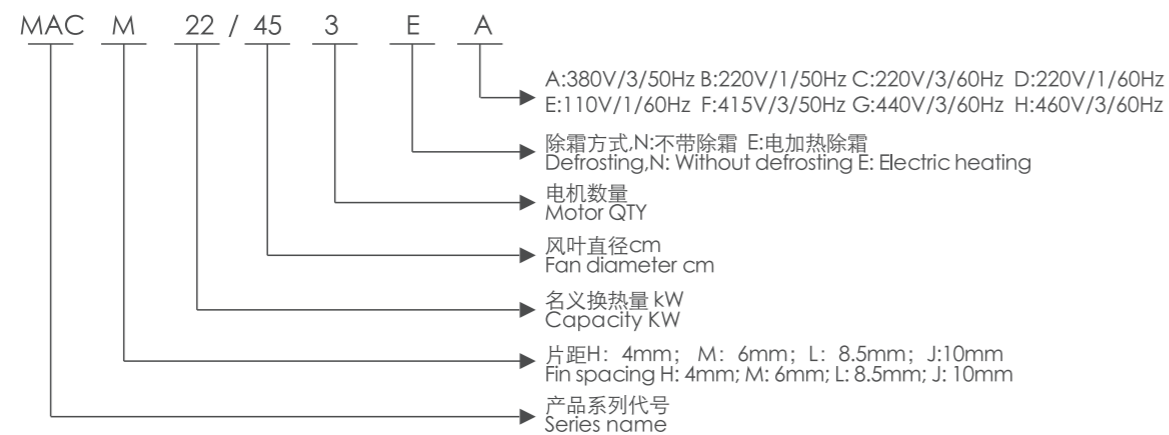 MAC M 22 / 45 3 E A
A:380V/3/50Hz B:220V/1/50Hz C:220V/3/60Hz D:220V/1/60Hz
E:110V/1/60Hz F:415V/3/50Hz G:440V/3/60Hz H:460V/3/60Hz
除霜方式,N:不带除霜 E:电加热除霜
Defrosting,N: Without defrosting E: Electric heating
电机数量
Motor QTY
风叶直径cm
Fan diameter cm
名义换热量 kW
Capacity KW
片距H: 4mm; M: 6mm; L: 8.5mm; J:10mm
Fin spacing H: 4mm; M: 6mm; L: 8.5mm; J: 10mm
产品系列代号
Series name